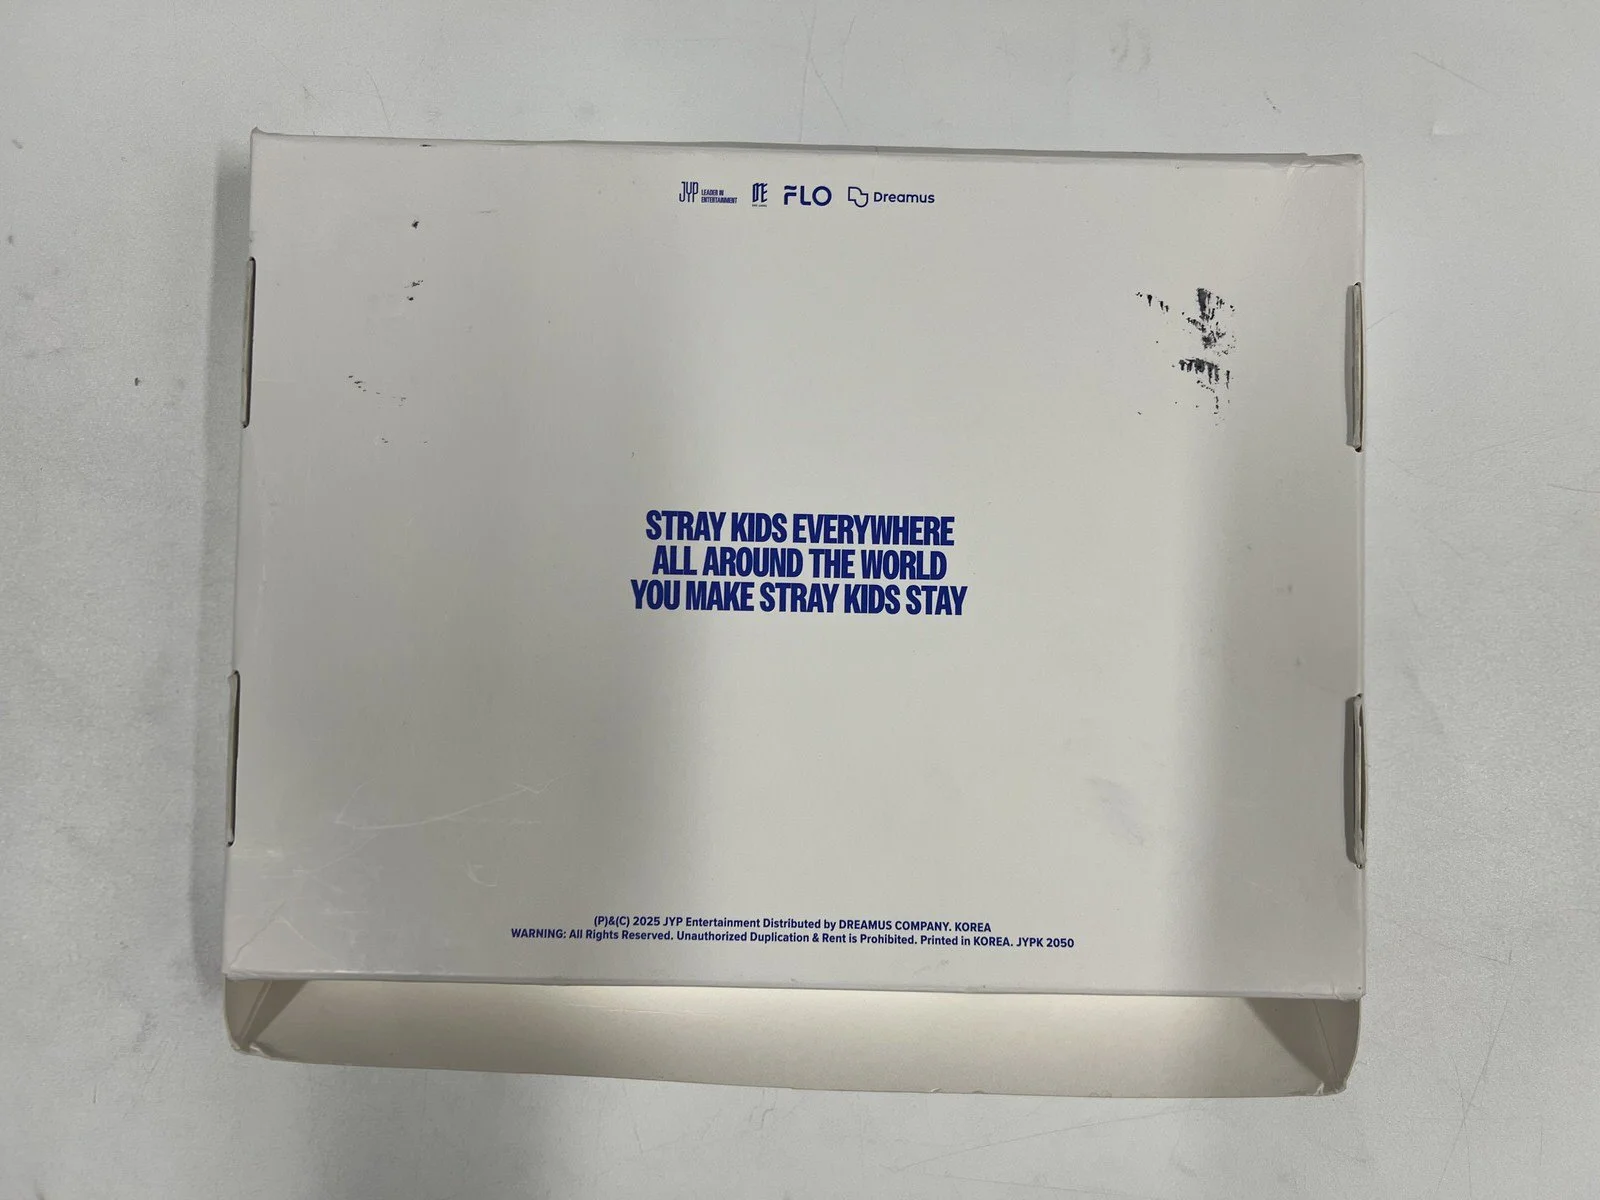 JYP LEADER IN
ENTERTAINMENT
FLO
Dreamus
STRAY KIDS EVERYWHERE
ALL AROUND THE WORLD
YOU MAKE STRAY KIDS STAY
(P)&(C) 2025 JYP Entertainment Distributed by DREAMUS COMPANY. KOREA
WARNING: All Rights Reserved. Unauthorized Duplication & Rent is Prohibited. Printed in KOREA. JYPK 2050